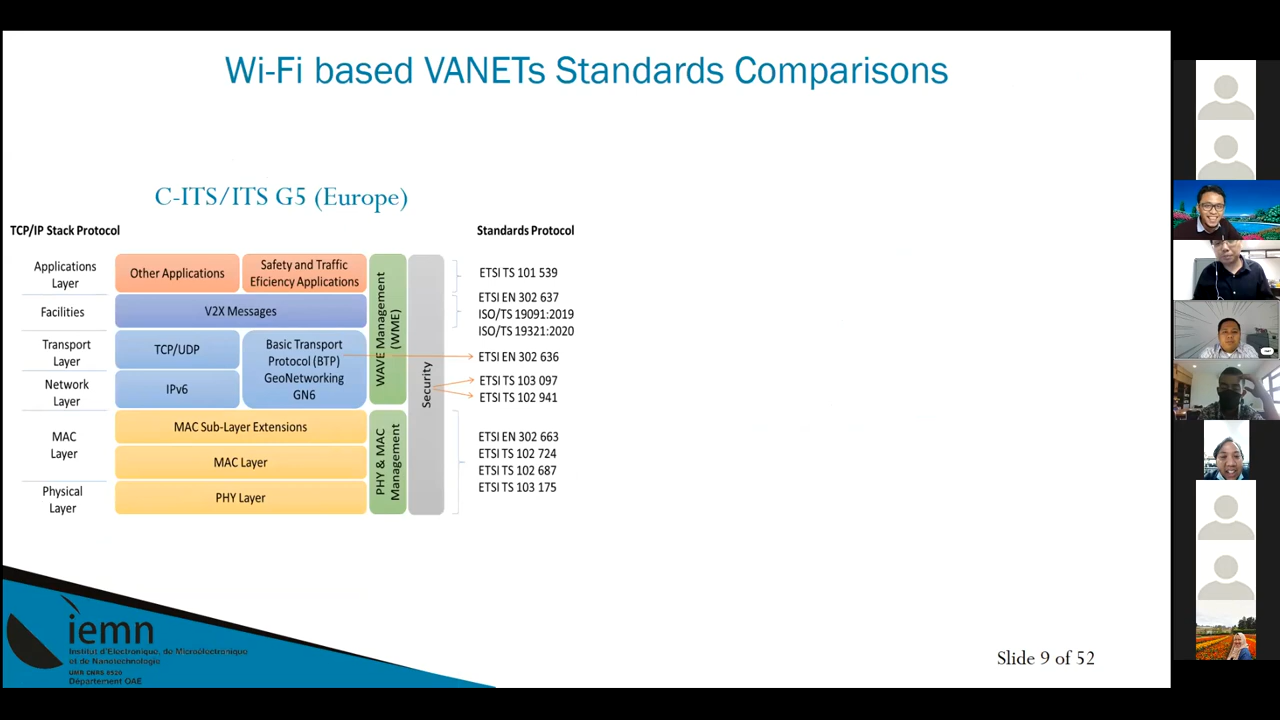 Wi-Fi based VANETs Standards Comparisons
C-ITS/ITS G5 (Europe)
TCP/IP Stack Protocol
Standards Protocol
Applications
Layer
Facilities
Transport
Layer
Network
Layer
MAC
Layer
Physical
Layer
Other Applications
Safety and Traffic
Eficiency Applications
V2X Messages
TCP/UDP
IPv6
Basic Transport
Protocol (BTP)
GeoNetworking
GN6
MAC Sub-Layer Extensions
MAC Layer
PHY Layer
WAVE Management
(WME)
PHY & MAC
Management
Security
ETSI TS 101 539
ETSI EN 302 637
ISO/TS 19091:2019
ISO/TS 19321:2020
ETSI EN 302 636
ETSI TS 103 097
ETSI TS 102 941
ETSI EN 302 663
ETSI TS 102 724
ETSI TS 102 687
ETSI TS 103 175
iemn
Institut d'Électronique, de Microélectronique
et de Nanotechnologie
UMR CNRS 8520
Département OAE
Slide 9 of 52